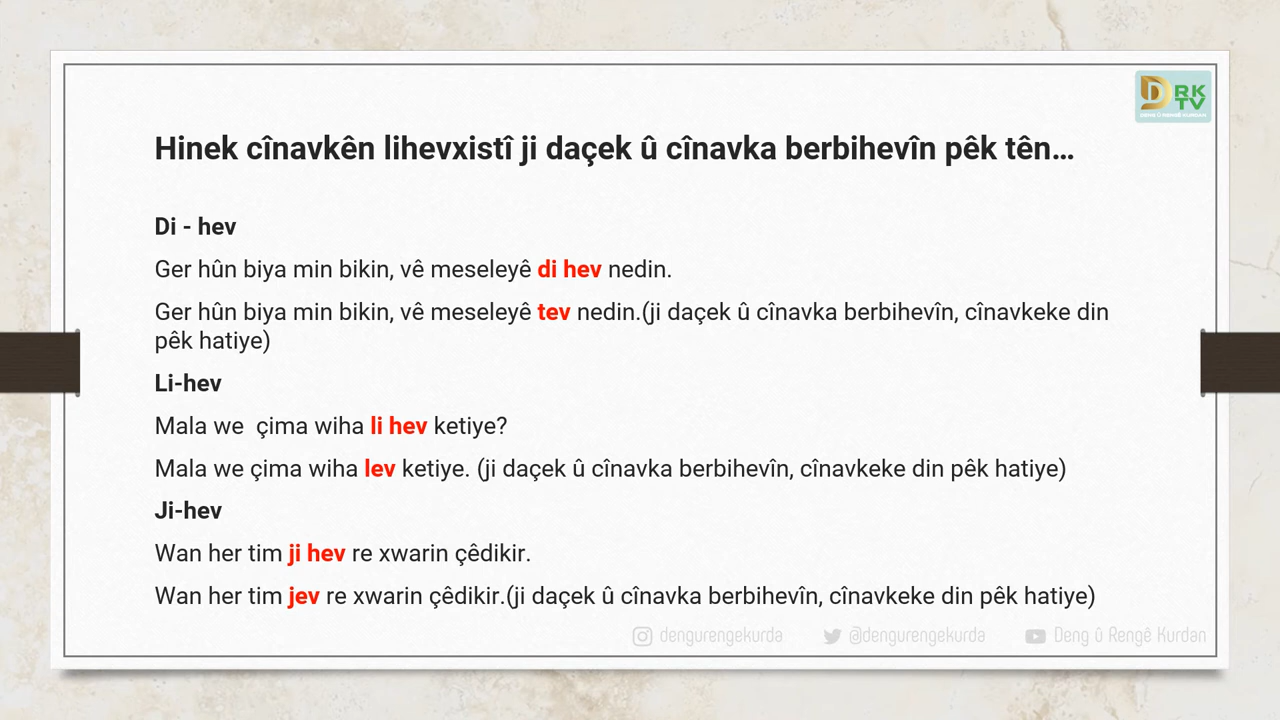 D RK
TV
DENG Û RENGÊ KURDAN
Hinek cînavkên lihevxistî ji daçek û cînavka berbihevîn pêk tên...
Di - hev
Ger hûn biya min bikin, vê meseleyê di hev nedin.
Ger hûn biya min bikin, vê meseleyê tev nedin.(ji daçek û cînavka berbihevîn, cînavkeke din
pêk hatiye)
Li-hev
Mala we  çima wiha li hev ketiye?
Mala we çima wiha lev ketiye. (ji daçek û cînavka berbihevîn, cînavkeke din pêk hatiye)
Ji-hev
Wan her tim ji hev re xwarin çêdikir.
Wan her tim jev re xwarin çêdikir.(ji daçek û cînavka berbihevîn, cînavkeke din pêk hatiye)
dengurengekurda @dengurengekurda Deng û Rengê Kurdan